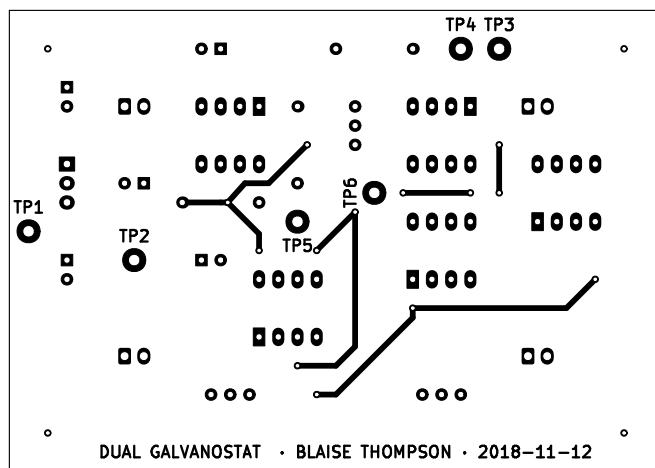 TP4 TP3
TP6
TP1
TP2
TP5
DUAL GALVANOSTAT · BLAISE THOMPSON · 2018-11-12